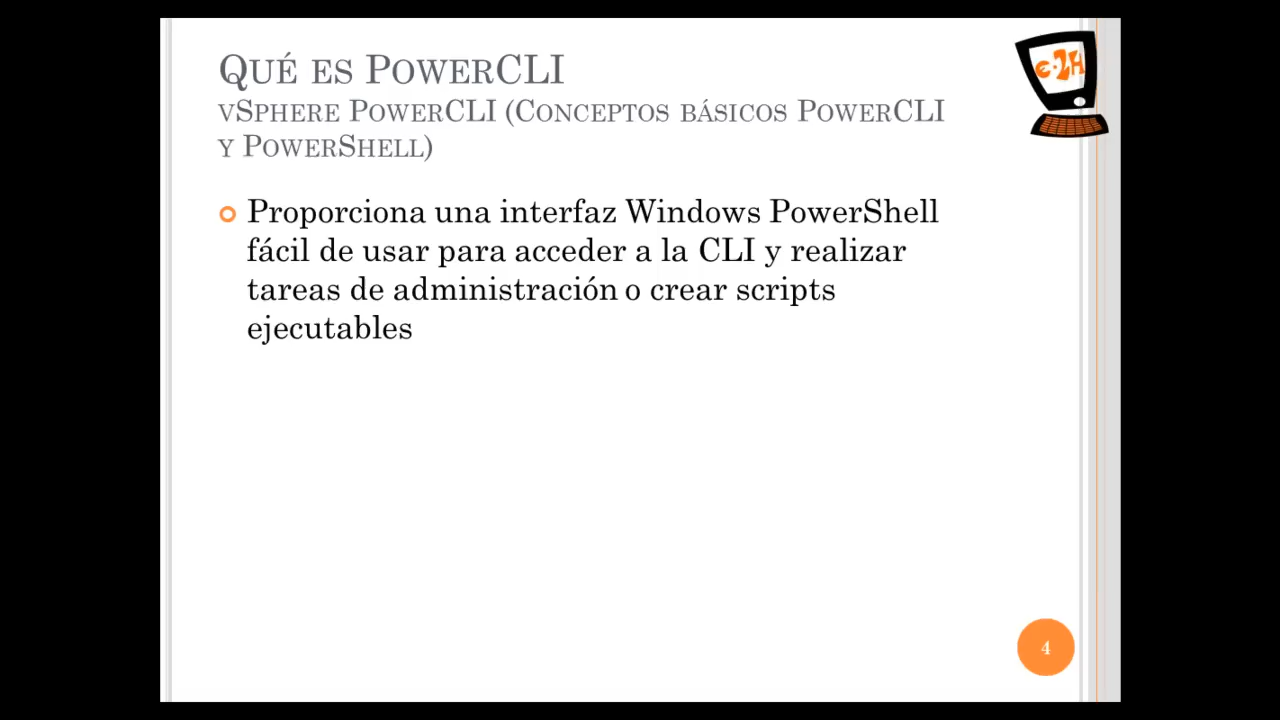 Qué es PowerCLI
vSphere PowerCLI (Conceptos básicos PowerCLI
y PowerShell)
e-2H
Proporciona una interfaz Windows PowerShell
fácil de usar para acceder a la CLI y realizar
tareas de administración o crear scripts
ejecutables
4